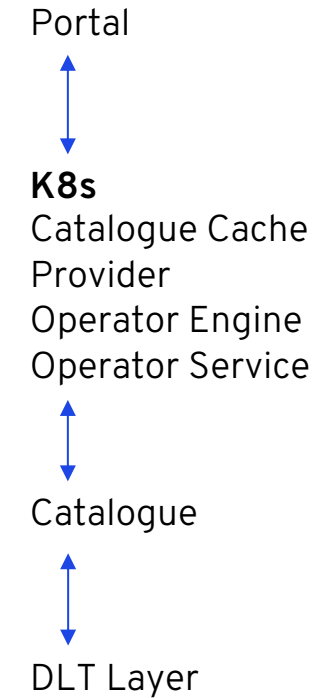 Portal
K8s
Catalogue Cache
Provider
Operator Engine
Operator Service
Catalogue
DLT Layer